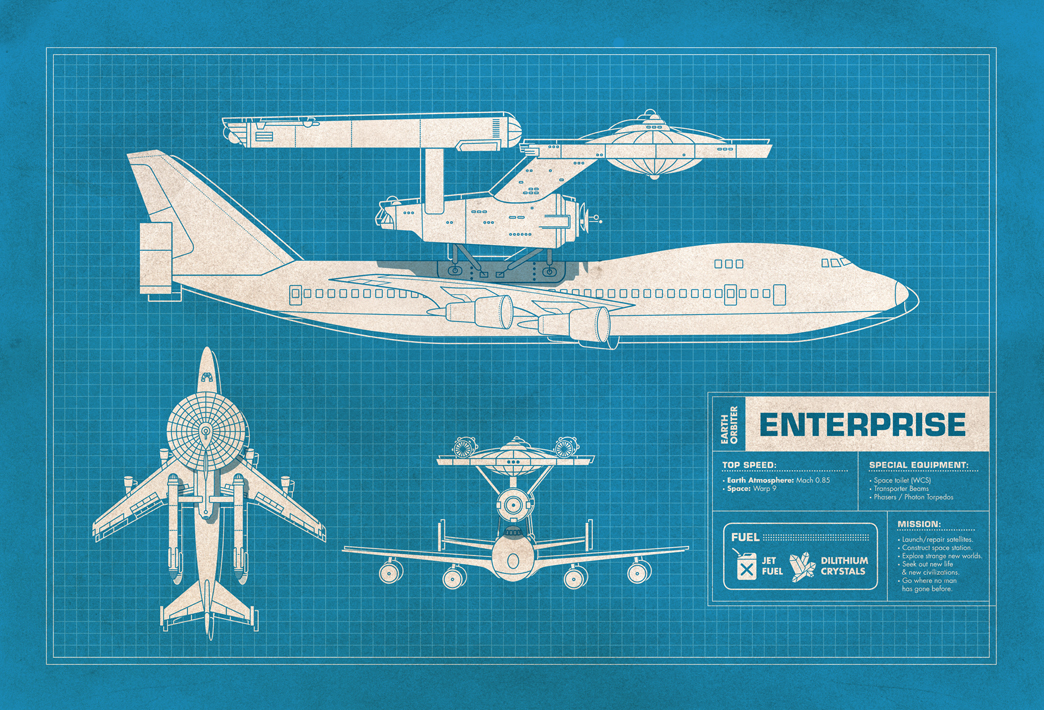 EARTH
ORBITER
ENTERPRISE
TOP SPEED:
• Earth Atmosphere: Mach 0.85
• Space: Warp 9
SPECIAL EQUIPMENT:
• Space toilet (WCS)
• Transporter Beams
• Phasers / Photon Torpedos
FUEL
JET
FUEL
DILITHIUM
CRYSTALS
MISSION:
• Launch/repair satellites.
• Construct space station.
• Explore strange new worlds.
• Seek out new life
& new civilizations.
• Go where no man
has gone before.